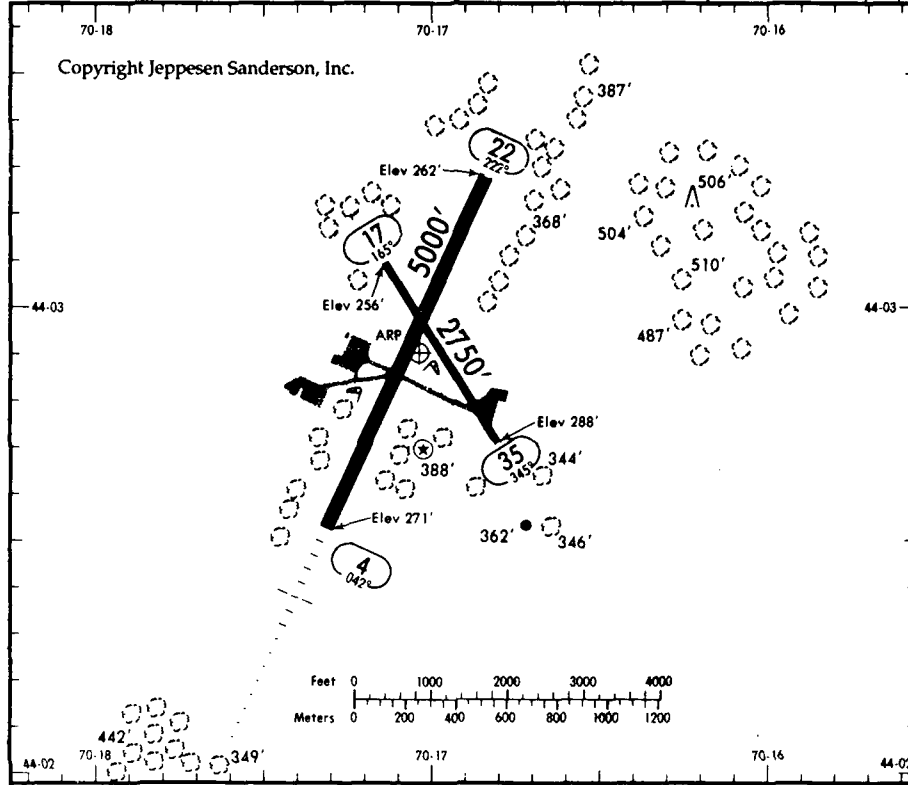 70-18 70-17 70-16
Copyright Jeppesen Sanderson, Inc.
387'
22
222°
Elev 262'
506'
504'
368'
17
165°
5000'
510'
Elev 256'
44-03 44-03
ARP
2750'
487'
Elev 288'
35
345°
344'
388'
Elev 271'
362'
346'
4
042°
Feet 0 1000 2000 3000 4000
Meters 0 200 400 600 800 1000 1200
442'
349'
44-02 70-18 70-17 70-16 44-02